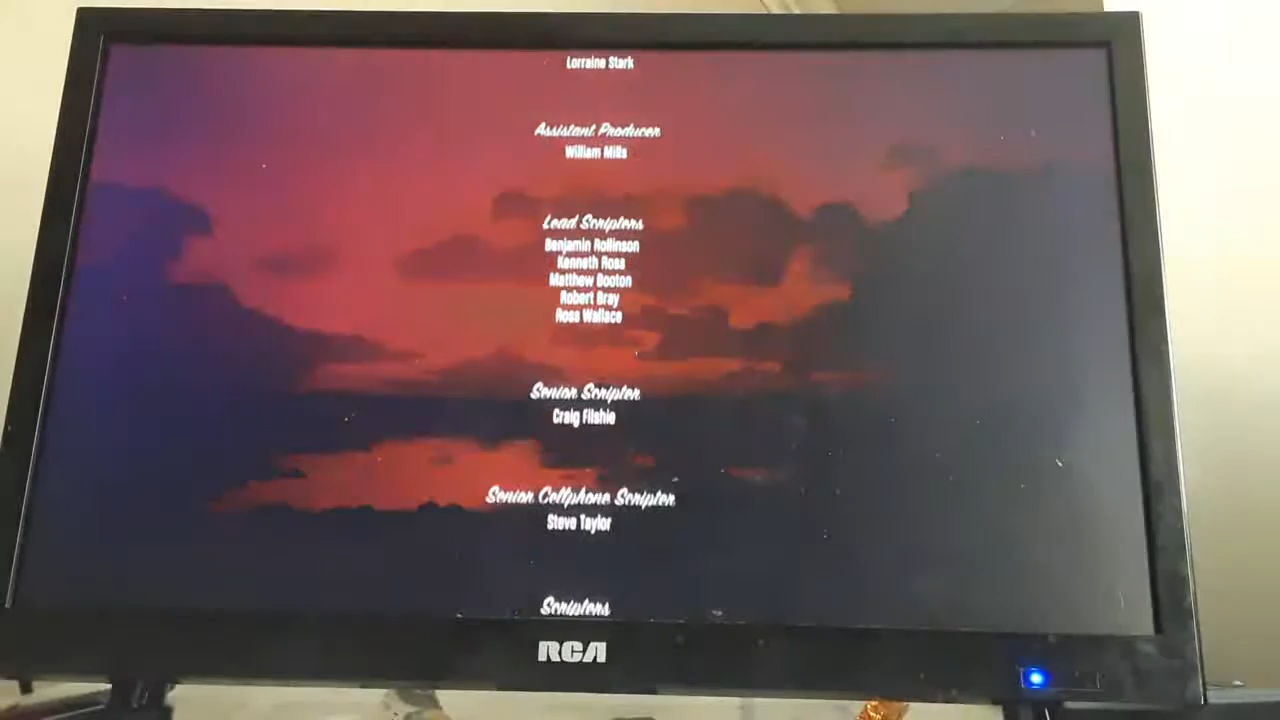 Lorraine Stark
Assistant Producer
William Mills
Lead Scripters
Benjamin Rollinson
Kenneth Ross
Matthew Booton
Robert Bray
Ross Wallace
Senior Scripter
Craig Filshie
Senior Cellphone Scripter
Steve Taylor
Scripters
RCA